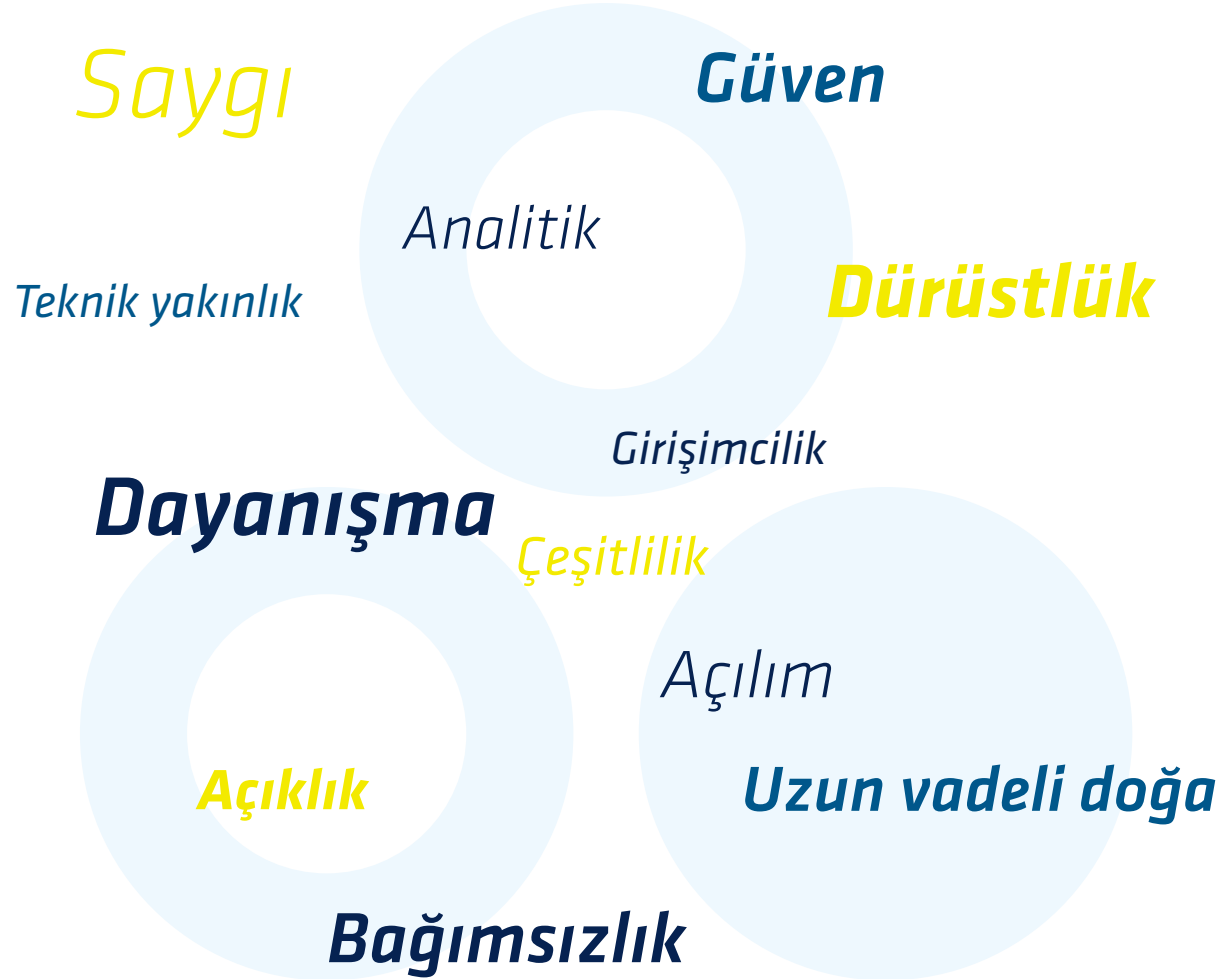 Saygı
Güven
Analitik
Teknik yakınlık
Dürüstlük
Girişimcilik
Dayanışma
Çeşitlilik
Açılım
Açıklık
Uzun vadeli doğa
Bağımsızlık